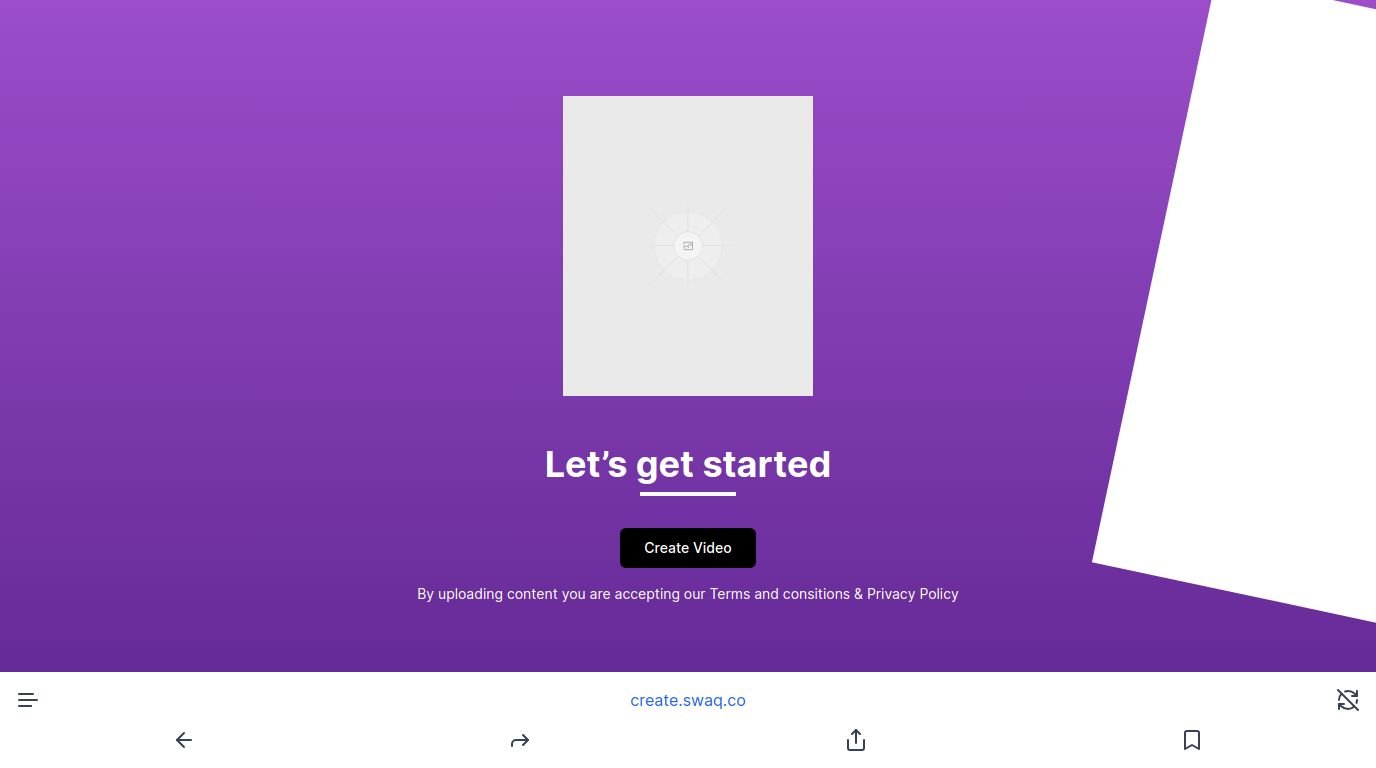 Let’s get started
Create Video
By uploading content you are accepting our Terms and consitions & Privacy Policy
create.swaq.co